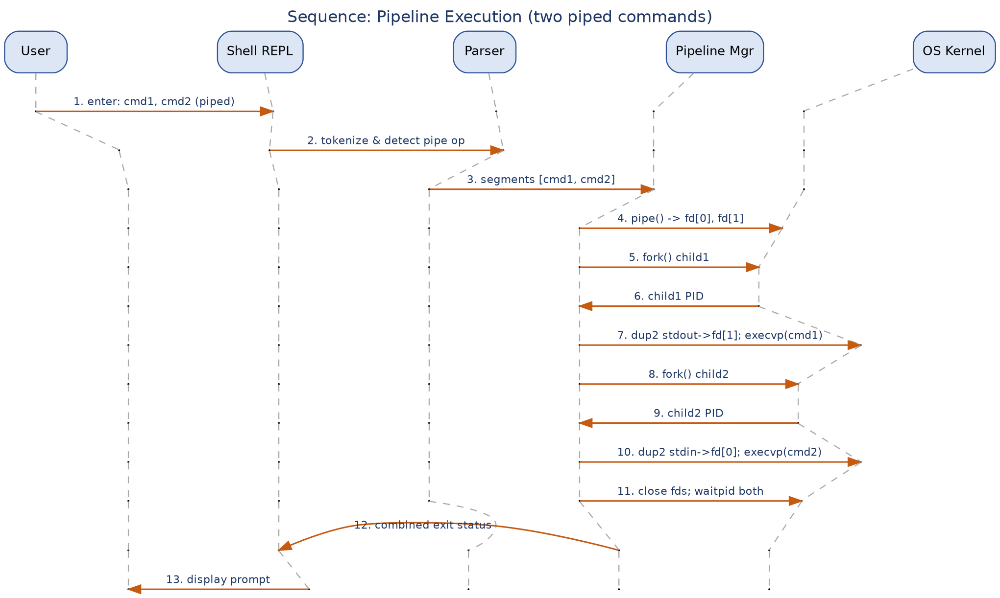 Sequence: Pipeline Execution (two piped commands)
User
Shell REPL
Parser
Pipeline Mgr
OS Kernel
1. enter: cmd1, cmd2 (piped)
2. tokenize & detect pipe op
3. segments [cmd1, cmd2]
4. pipe() -> fd[0], fd[1]
5. fork() child1
6. child1 PID
7. dup2 stdout->fd[1]; execvp(cmd1)
8. fork() child2
9. child2 PID
10. dup2 stdin->fd[0]; execvp(cmd2)
11. close fds; waitpid both
12. combined exit status
13. display prompt